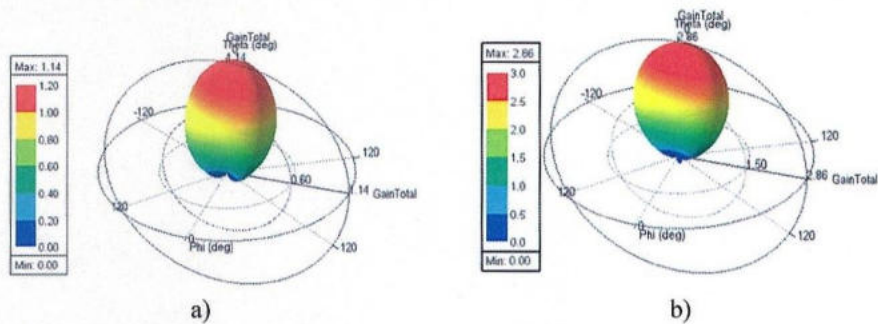 GainTotal
Theta (deg)
Max: 1.14
1.20
1.00
0.80
0.60
0.40
0.20
0.00
Min: 0.00
-120
120
0.60
1.14
GainTotal
120
120
0
Phi (deg)
a)
GainTotal
Theta (deg)
2.86
Max: 2.86
3.0
2.5
2.0
1.5
1.0
0.5
0.0
Min: 0.00
-120
120
1.50
2.86
GainTotal
120
120
0
Phi (deg)
b)